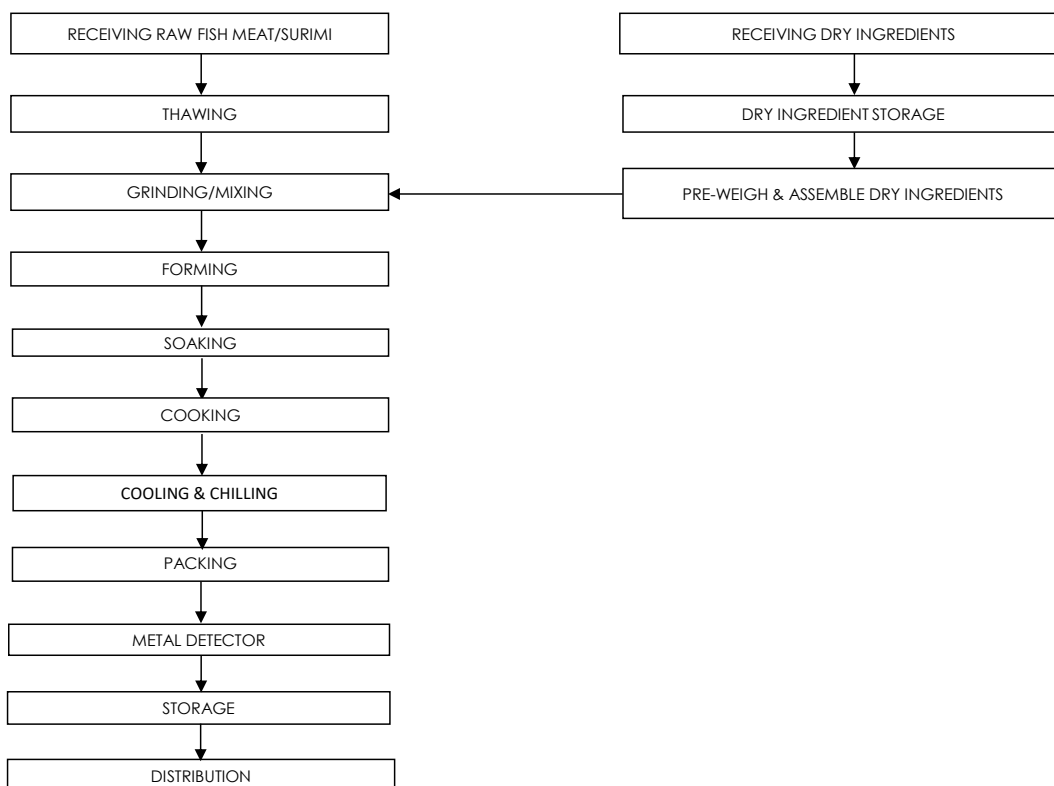 RECEIVING RAW FISH MEAT/SURIMI
RECEIVING DRY INGREDIENTS
THAWING
DRY INGREDIENT STORAGE
GRINDING/MIXING
PRE-WEIGH & ASSEMBLE DRY INGREDIENTS
FORMING
SOAKING
COOKING
COOLING & CHILLING
PACKING
METAL DETECTOR
STORAGE
DISTRIBUTION